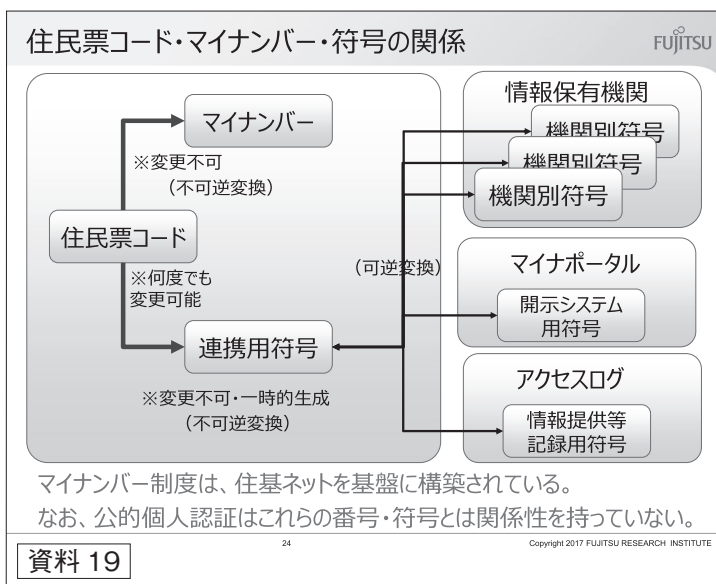 住民票コード・マイナンバー・符号の関係
FUJITSU
マイナンバー
※変更不可
（不可逆変換）
住民票コード
※何度でも
変更可能
連携用符号
※変更不可・一時的生成
（不可逆変換）
（可逆変換）
情報保有機関
機関別符号
機関別符号
機関別符号
マイナポータル
開示システム
用符号
アクセスログ
情報提供等
記録用符号
マイナンバー制度は、住基ネットを基盤に構築されている。
なお、公的個人認証はこれらの番号・符号とは関係性を持っていない。
24
Copyright 2017 FUJITSU RESEARCH INSTITUTE
資料 19